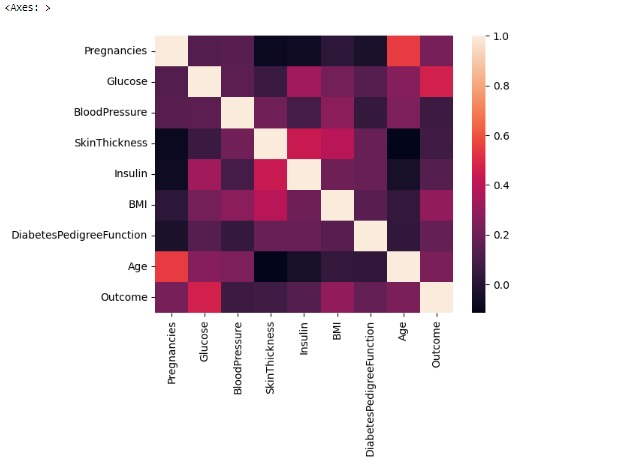 <Axes: >
Pregnancies
Glucose
BloodPressure
SkinThickness
Insulin
BMI
DiabetesPedigreeFunction
Age
Outcome
Pregnancies
Glucose
BloodPressure
SkinThickness
Insulin
BMI
DiabetesPedigreeFunction
Age
Outcome
1.0
0.8
0.6
0.4
0.2
0.0